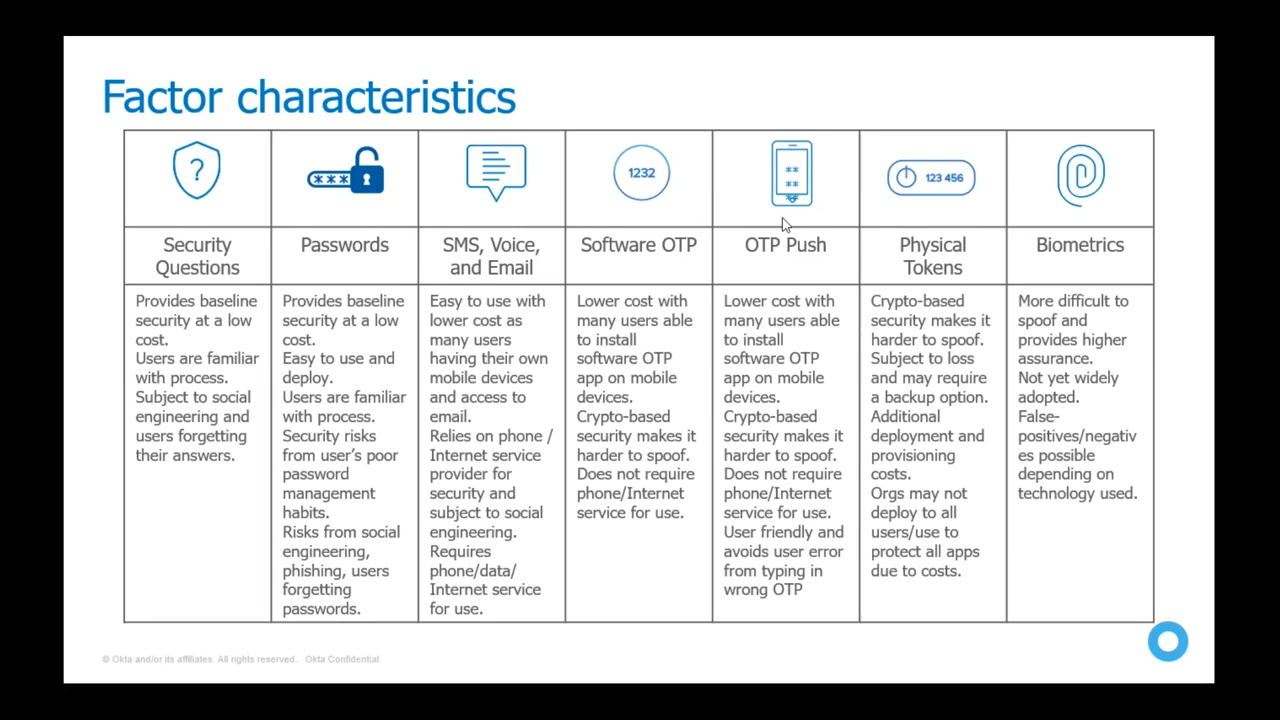 Factor characteristics
?
***
1232
**
**
**
123 456
Security
Questions
Passwords
SMS, Voice,
and Email
Software OTP
OTP Push
Physical
Tokens
Biometrics
Provides baseline
security at a low
cost.
Users are familiar
with process.
Subject to social
engineering and
users forgetting
their answers.
Provides baseline
security at a low
cost.
Easy to use and
deploy.
Users are familiar
with process.
Security risks
from user’s poor
password
management
habits.
Risks from social
engineering,
phishing, users
forgetting
passwords.
Easy to use with
lower cost as
many users
having their own
mobile devices
and access to
email.
Relies on phone /
Internet service
provider for
security and
subject to social
engineering.
Requires
phone/data/
Internet service
for use.
Lower cost with
many users able
to install
software OTP
app on mobile
devices.
Crypto-based
security makes it
harder to spoof.
Does not require
phone/Internet
service for use.
Lower cost with
many users able
to install
software OTP
app on mobile
devices.
Crypto-based
security makes it
harder to spoof.
Does not require
phone/Internet
service for use.
User friendly and
avoids user error
from typing in
wrong OTP
Crypto-based
security makes it
harder to spoof.
Subject to loss
and may require
a backup option.
Additional
deployment and
provisioning
costs.
Orgs may not
deploy to all
users/use to
protect all apps
due to costs.
More difficult to
spoof and
provides higher
assurance.
Not yet widely
adopted.
False-
positives/negativ
es possible
depending on
technology used.
© Okta and/or its affiliates. All rights reserved. Okta Confidential